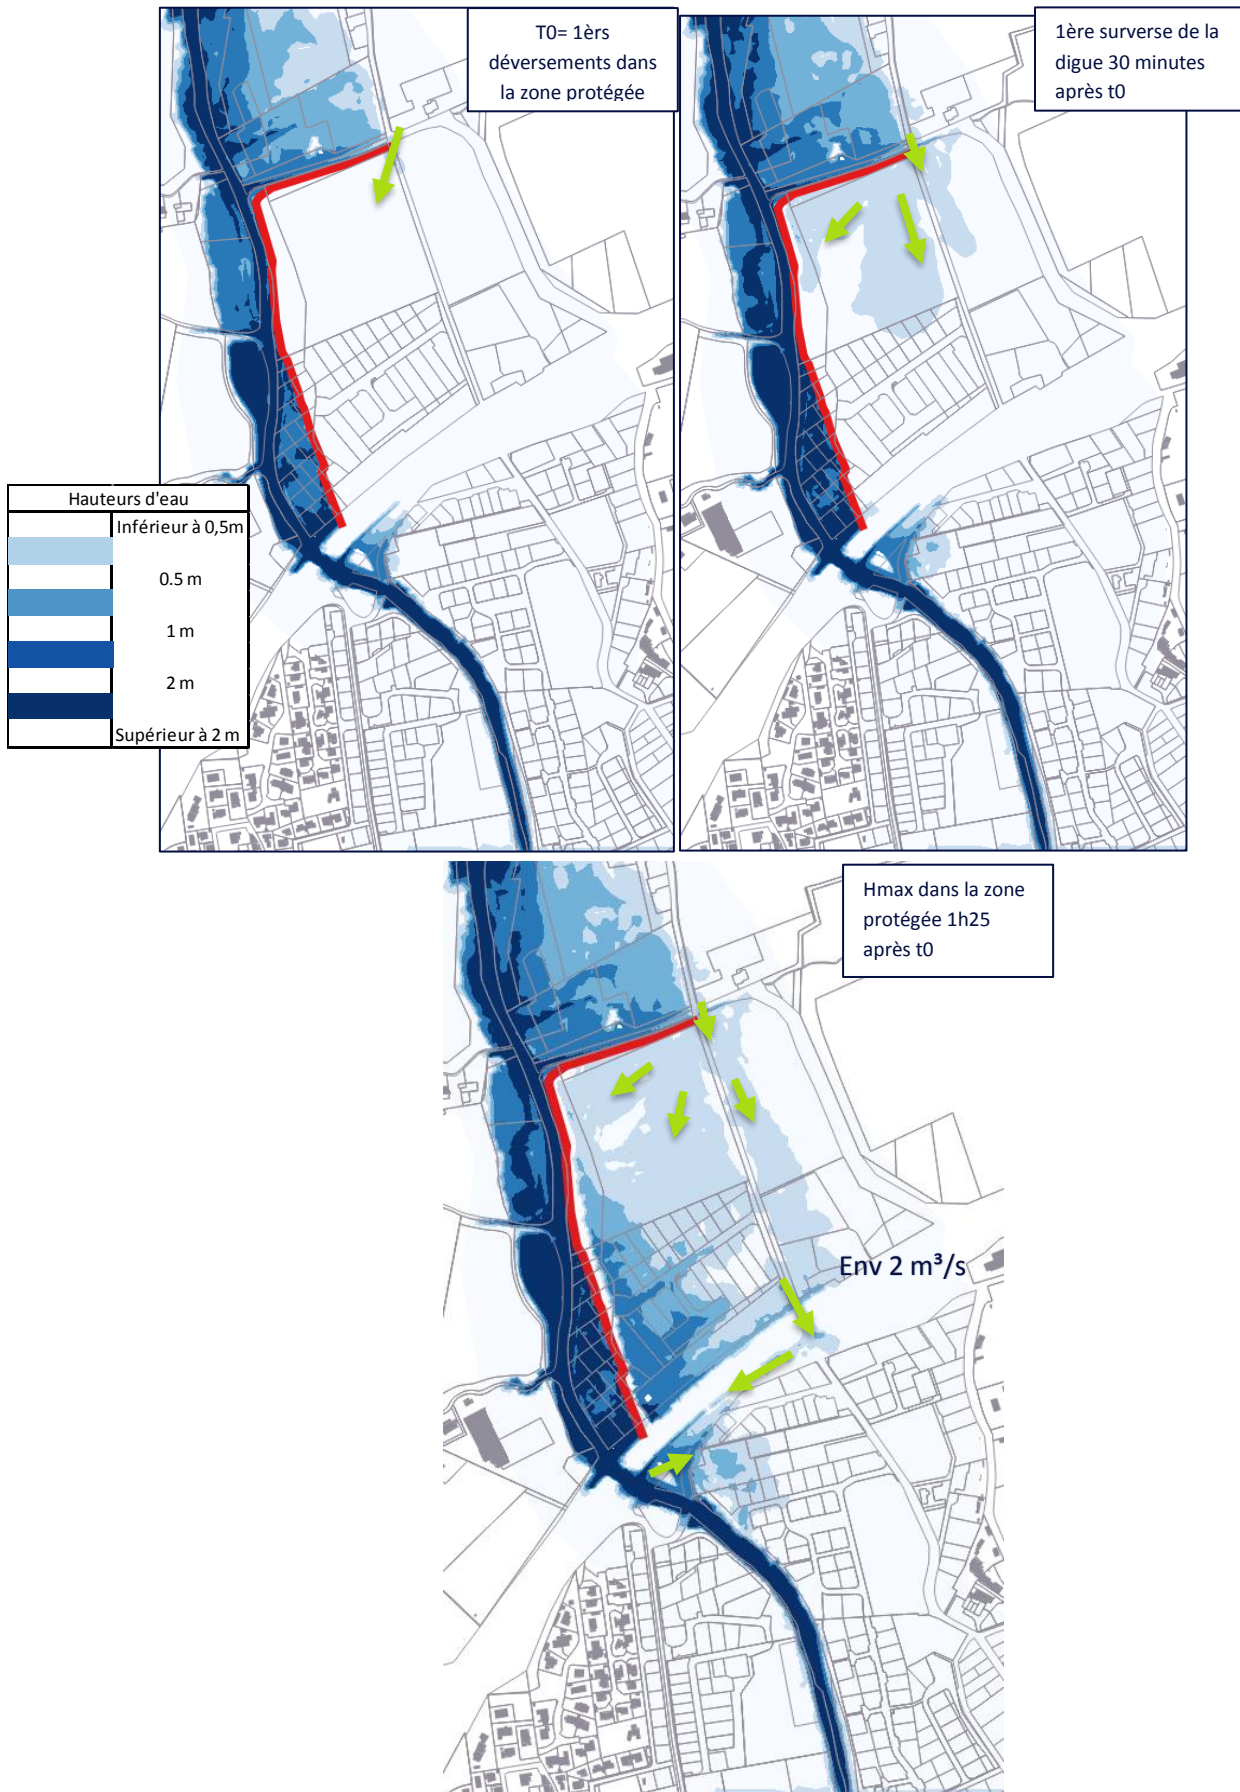 T0= 1èrs
déversements dans
la zone protégée
1ère surverse de la
digue 30 minutes
après t0
Hauteurs d'eau
Inférieur à 0,5m
0.5 m
1 m
2 m
Supérieur à 2 m
Hmax dans la zone
protégée 1h25
après t0
Env 2 m³/s